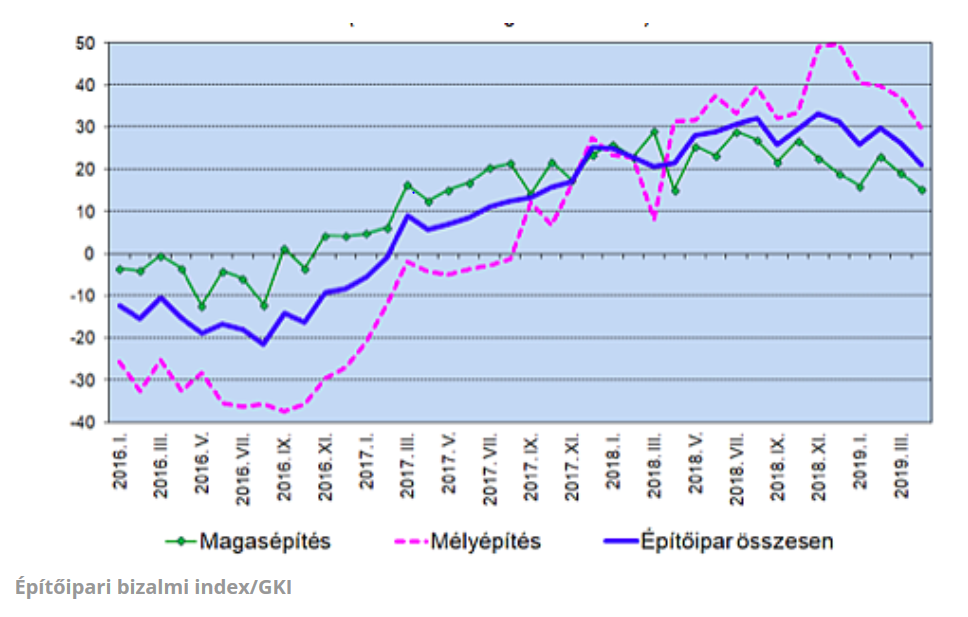 50
40
30
20
10
0
-10
-20
-30
-40
2016. I.
2016. III.
2016. V.
2016. VII.
2016. IX.
2016. XI.
2017. I.
2017. III.
2017. V.
2017. VII.
2017. IX.
2017. XI.
2018. I.
2018. III.
2018. V.
2018. VII.
2018. IX.
2018. XI.
2019. I.
2019. III.
Magasépítés Mélyépítés Építőipar összesen
Építőipari bizalmi index/GKI